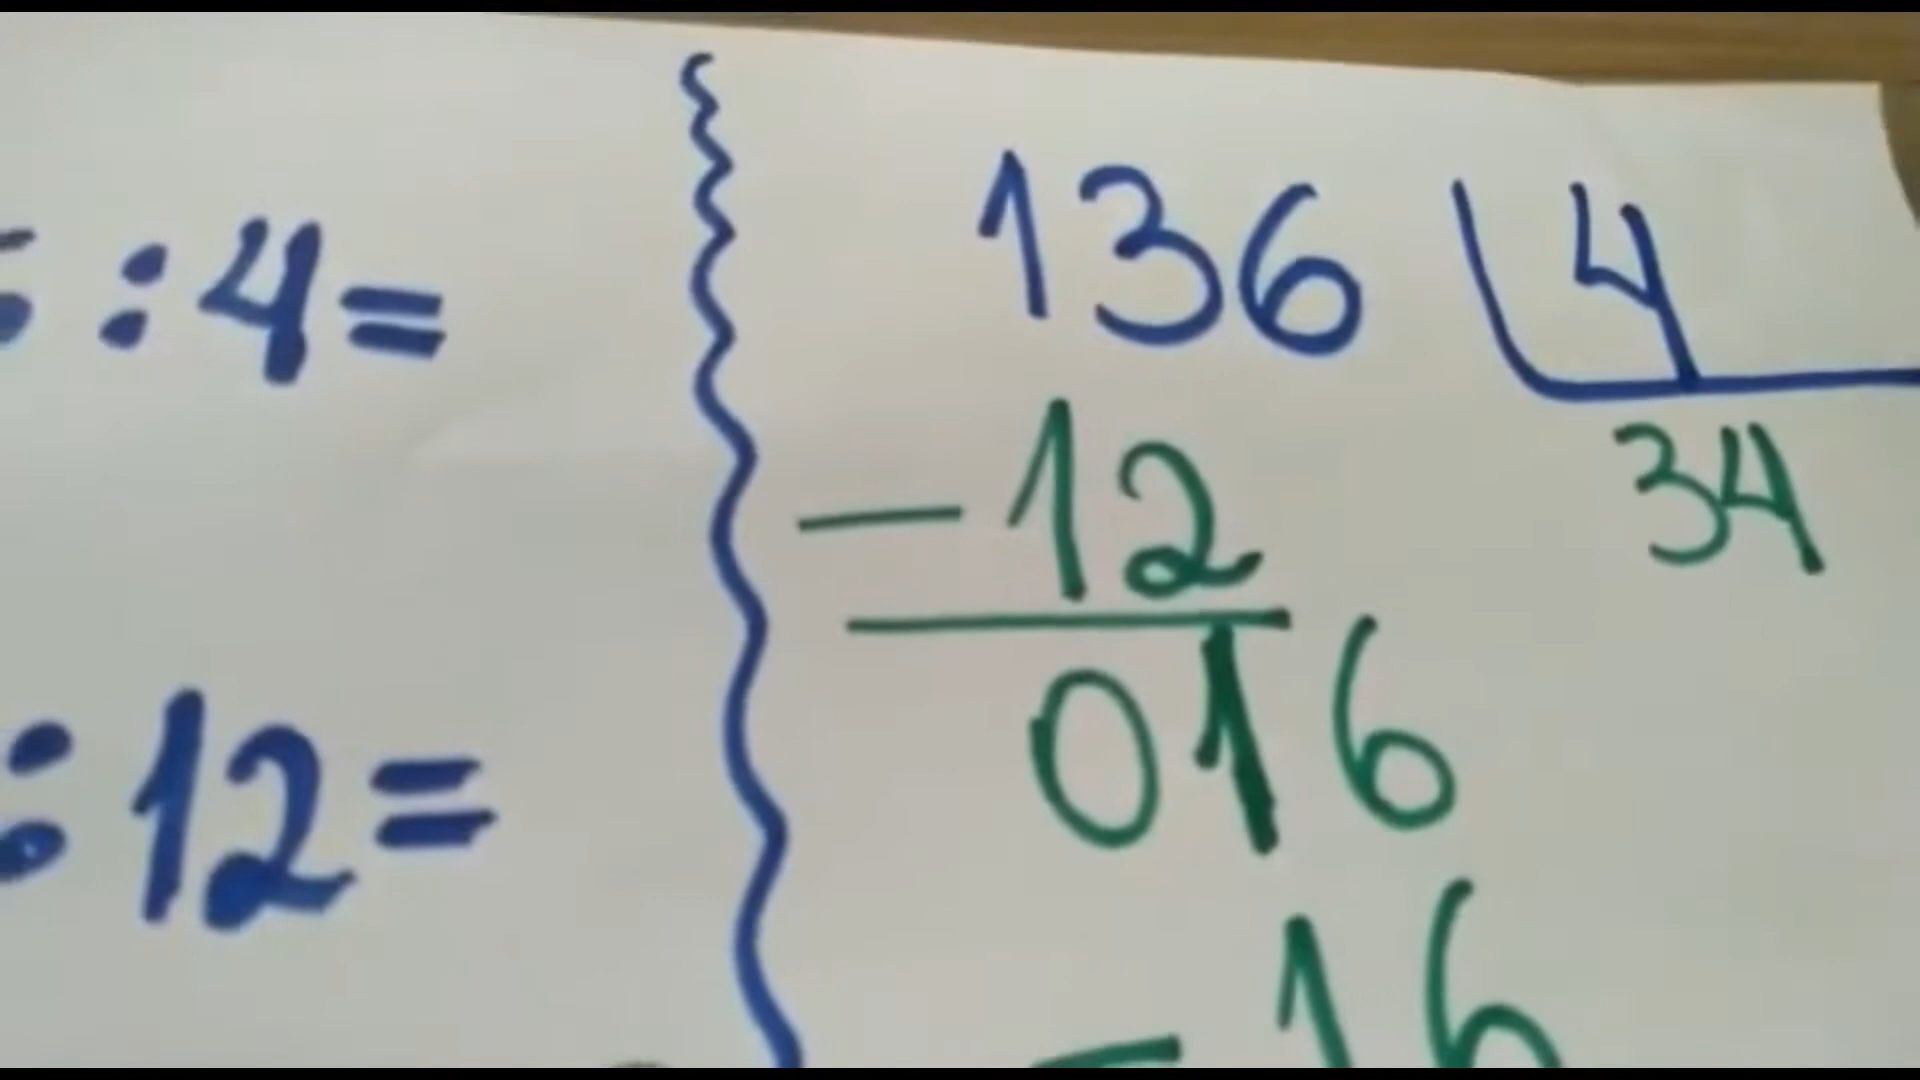 : 4 =
: 12 =
136 4
34
- 12
016
- 16